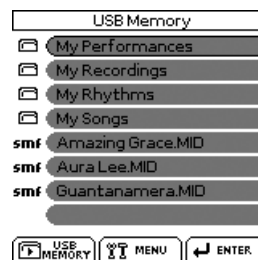 USB Memory
My Performances
My Recordings
My Rhythms
My Songs
smf Amazing Grace.MID
smf Aura Lee.MID
smf Guantanamera.MID
USB MEMORY MENU ENTER